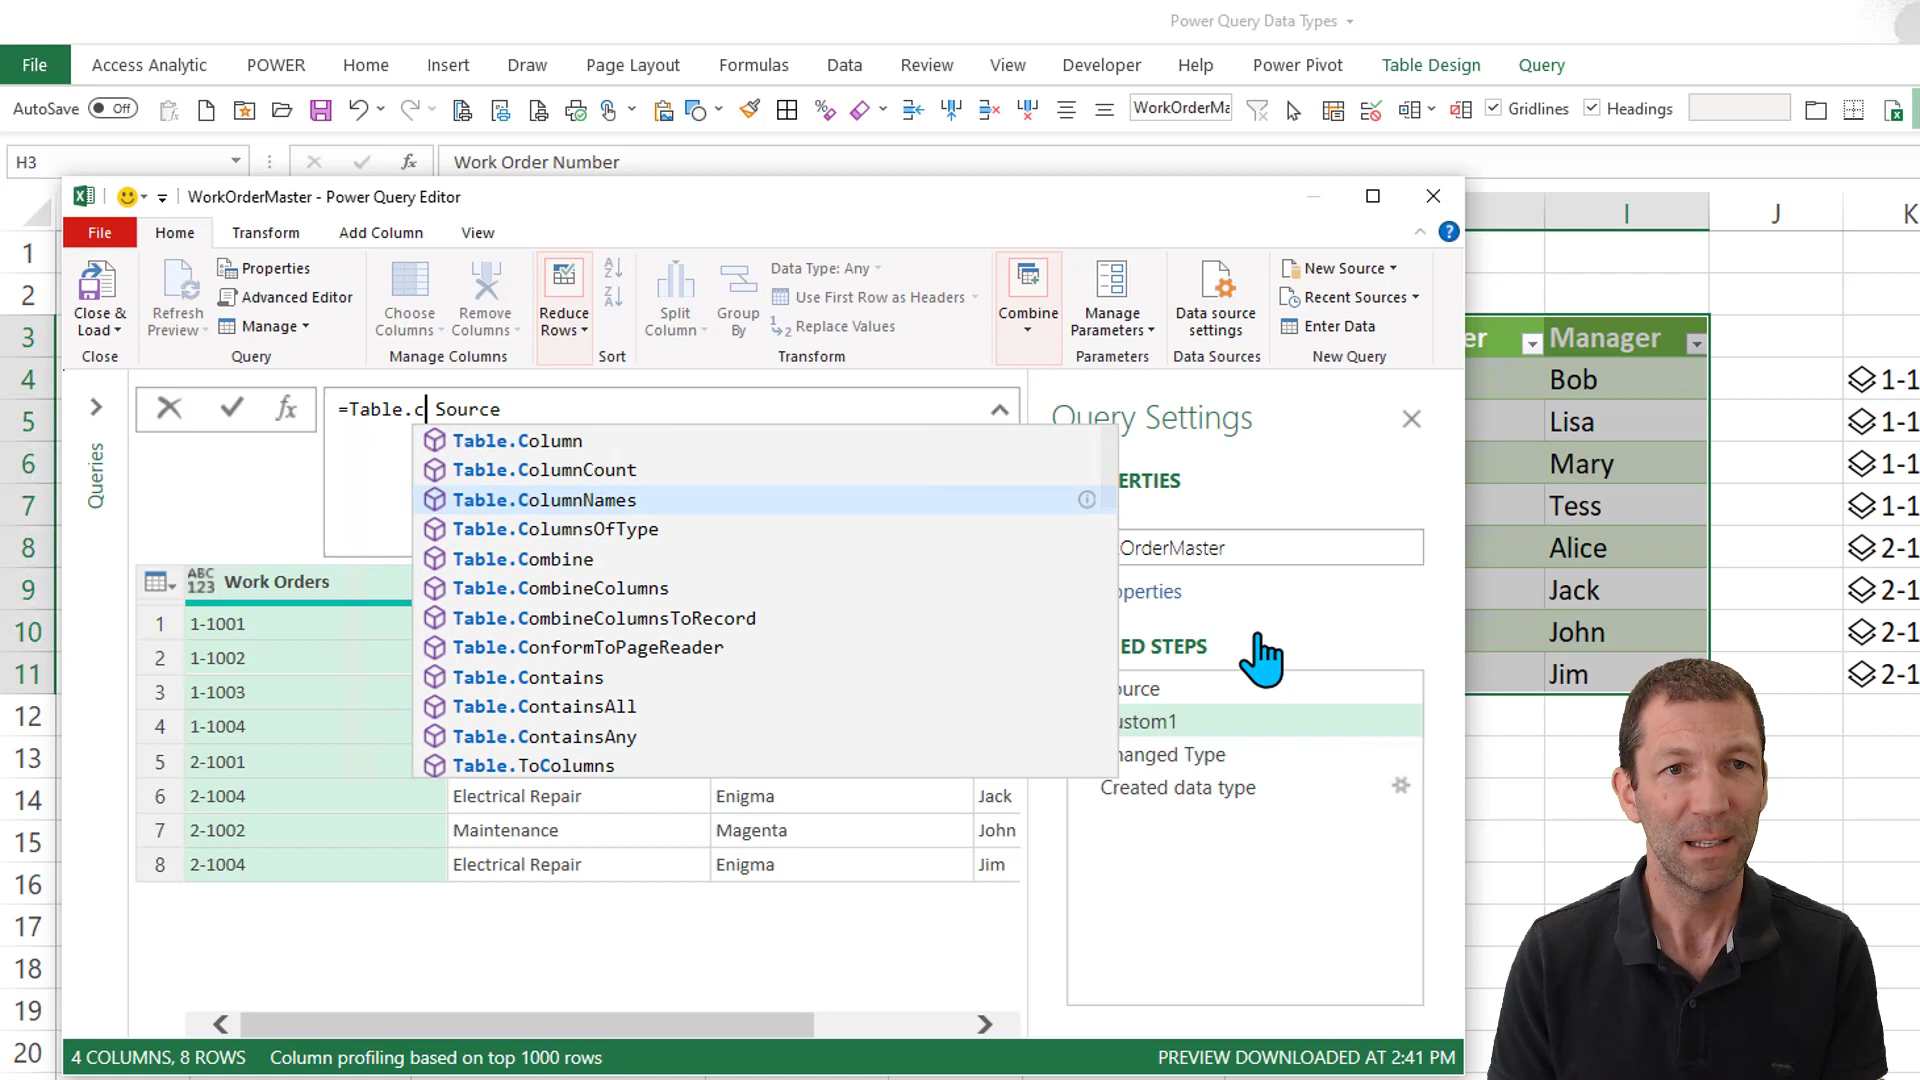 Power Query Data Types
File Access Analytic POWER Home Insert Draw Page Layout Formulas Data Review View Developer Help Power Pivot Table Design Query
AutoSave Off WorkOrderMa Gridlines Headings
H3 fx Work Order Number
WorkOrderMaster - Power Query Editor
File Home Transform Add Column View
Close & Load
Close
Refresh Preview
Properties
Advanced Editor
Manage
Query
Choose Columns
Remove Columns
Manage Columns
Reduce Rows
Sort
Split Column
Group By
Data Type: Any
Use First Row as Headers
Replace Values
Transform
Combine
Manage Parameters
Parameters
Data source settings
Data Sources
New Source
Recent Sources
Enter Data
New Query
Queries
fx =Table.c Source
Table.Column
Table.ColumnCount
Table.ColumnNames
Table.ColumnsOfType
Table.Combine
Table.CombineColumns
Table.CombineColumnsToRecord
Table.ConformToPageReader
Table.Contains
Table.ContainsAll
Table.ContainsAny
Table.ToColumns
ABC 123 Work Orders
1 1-1001
2 1-1002
3 1-1003
4 1-1004
5 2-1001
6 2-1004 Electrical Repair Enigma Jack
7 2-1002 Maintenance Magenta John
8 2-1004 Electrical Repair Enigma Jim
Query Settings
ERTIES
OrderMaster
operties
ED STEPS
ource
ustom1
hanged Type
Created data type
4 COLUMNS, 8 ROWS Column profiling based on top 1000 rows PREVIEW DOWNLOADED AT 2:41 PM
I J K
1
2
3 er Manager
4 Bob 1-1
5 Lisa 1-1
6 Mary 1-1
7 Tess 1-1
8 Alice 2-1
9 Jack 2-1
10 John 2-1
11 Jim 2-1
12
13
14
15
16
17
18
19
20